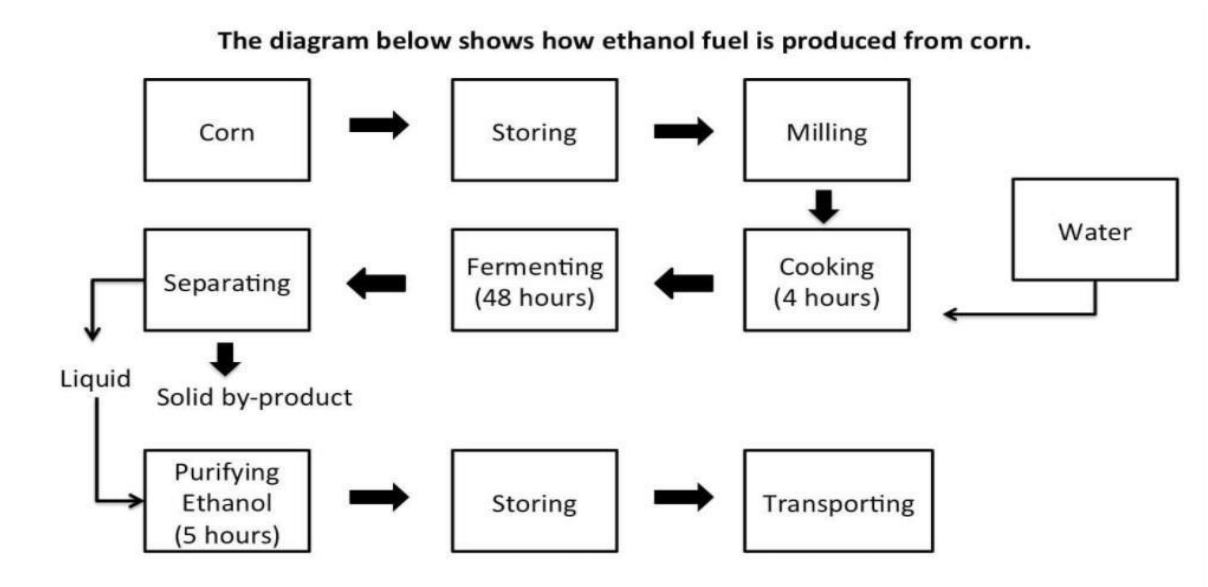 The diagram below shows how ethanol fuel is produced from corn.
Corn
Storing
Milling
Water
Cooking
(4 hours)
Fermenting
(48 hours)
Separating
Liquid
Solid by-product
Purifying
Ethanol
(5 hours)
Storing
Transporting